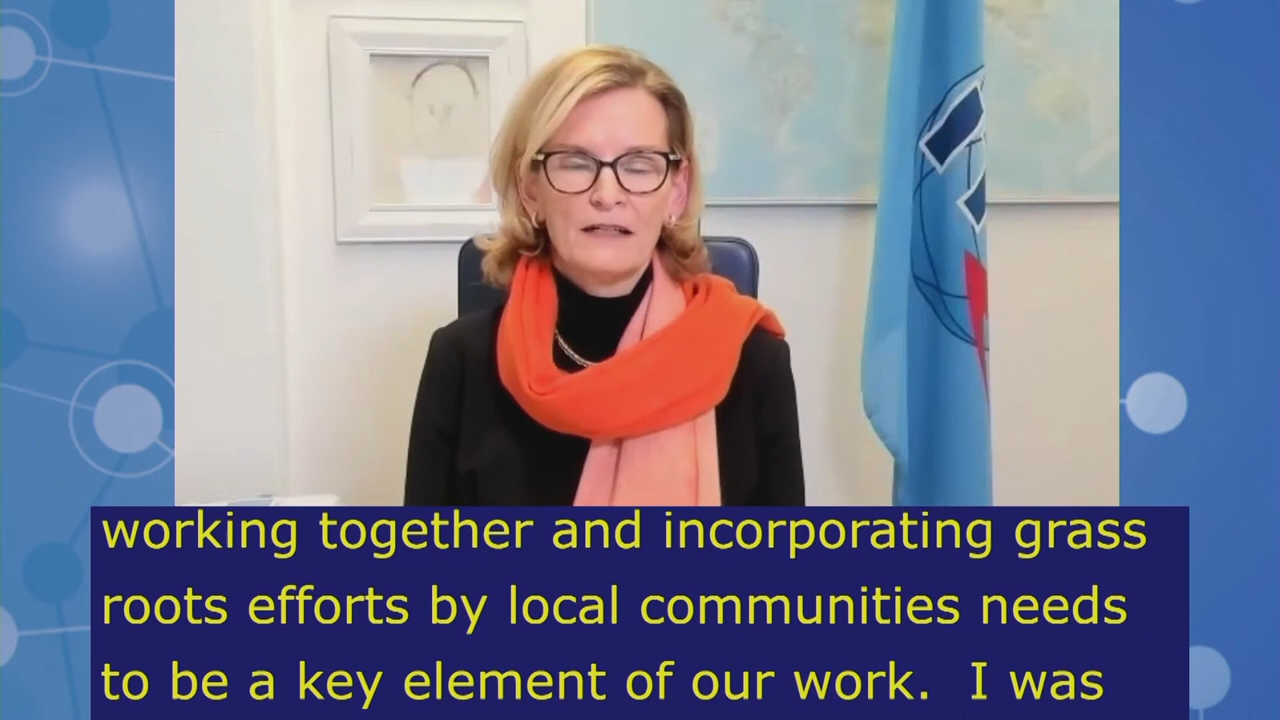 working together and incorporating grass
roots efforts by local communities needs
to be a key element of our work.  I was